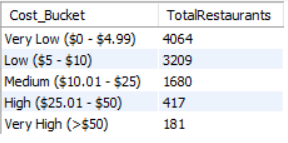 Cost_Bucket TotalRestaurants
Very Low ($0 - $4.99) 4064
Low ($5 - $10) 3209
Medium ($10.01 - $25) 1680
High ($25.01 - $50) 417
Very High (>$50) 181